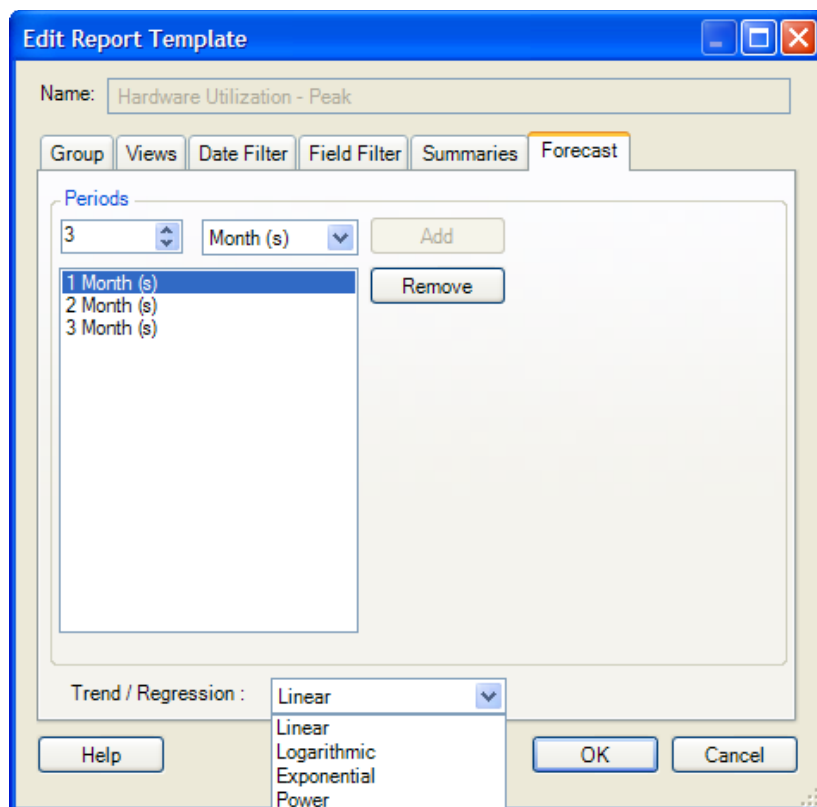 Edit Report Template
Name: Hardware Utilization - Peak
Group Views Date Filter Field Filter Summaries Forecast
Periods
3 Month (s) Add
1 Month (s) Remove
2 Month (s)
3 Month (s)
Trend / Regression : Linear
Linear
Logarithmic
Exponential
Power
Help OK Cancel